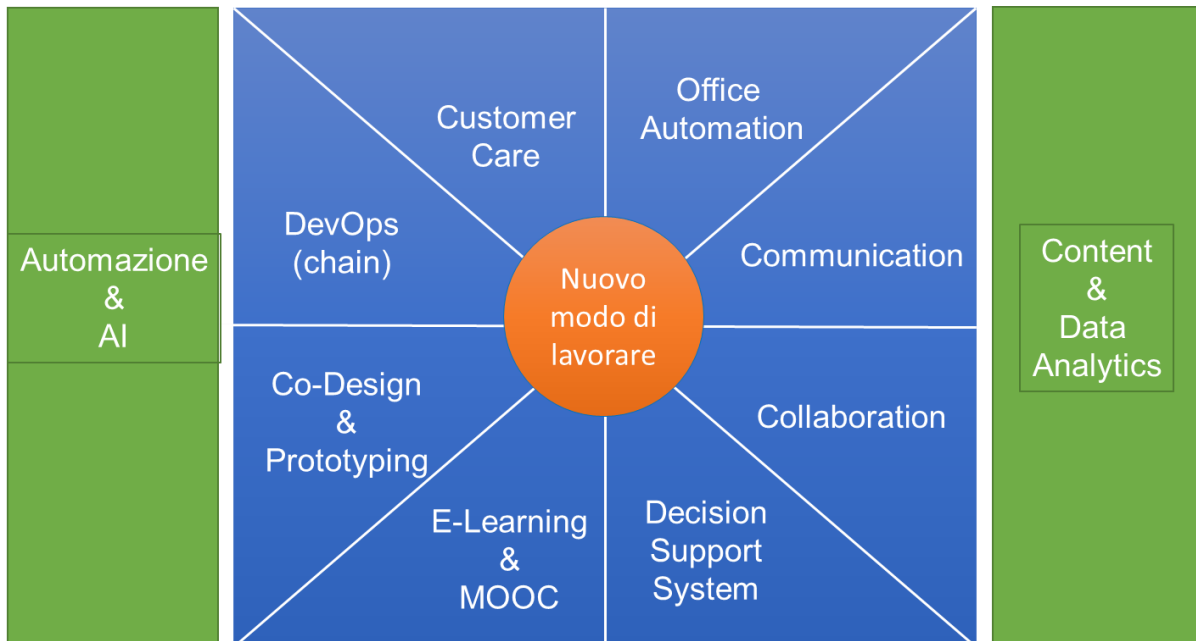 Automazione
&
AI
Customer
Care
Office
Automation
DevOps
(chain)
Communication
Nuovo
modo di
lavorare
Co-Design
&
Prototyping
Collaboration
E-Learning
&
MOOC
Decision
Support
System
Content
&
Data
Analytics